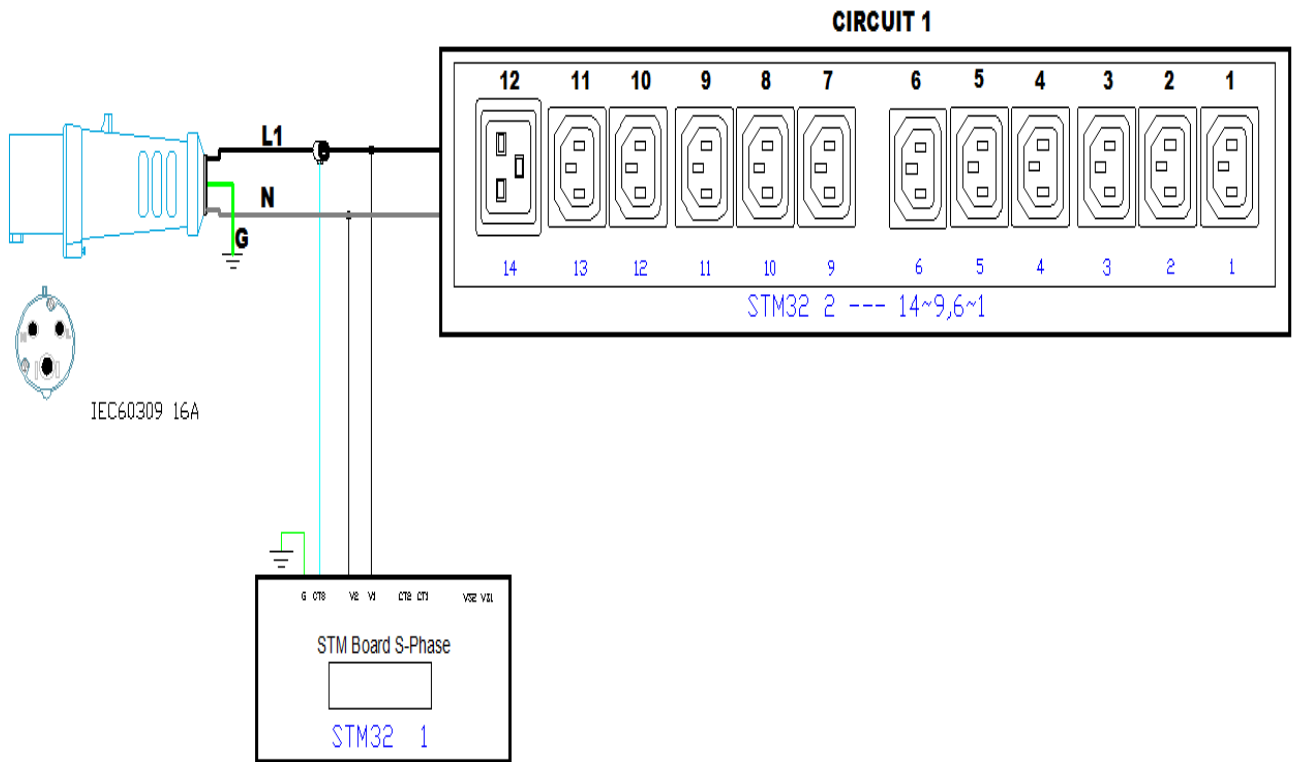 CIRCUIT 1
12 11 10 9 8 7 6 5 4 3 2 1
L1
N
G
14 13 12 11 10 9 6 5 4 3 2 1
STM32 2 --- 14~9,6~1
IEC60309 16A
G CT3 V2 V1 CT2 CT1 VS2 VS1
STM Board S-Phase
STM32 1